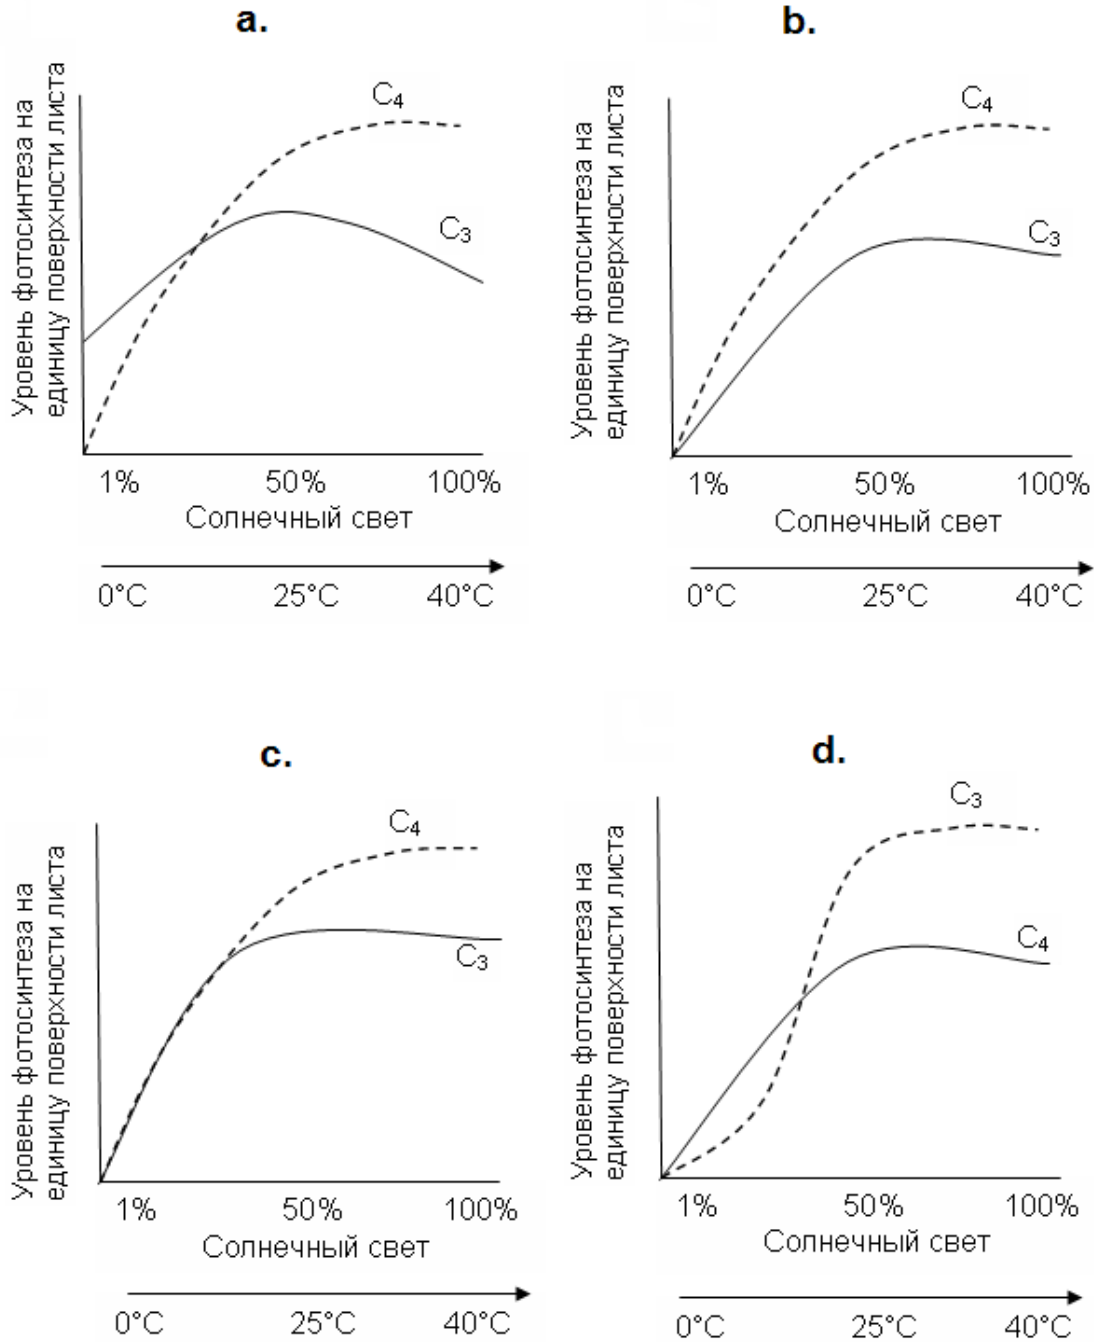 a.
Уровень фотосинтеза на
единицу поверхности листа
C4
C3
1% 50% 100%
Солнечный свет
0°C 25°C 40°C
b.
Уровень фотосинтеза на
единицу поверхности листа
C4
C3
1% 50% 100%
Солнечный свет
0°C 25°C 40°C
c.
Уровень фотосинтеза на
единицу поверхности листа
C4
C3
1% 50% 100%
Солнечный свет
0°C 25°C 40°C
d.
Уровень фотосинтеза на
единицу поверхности листа
C3
C4
1% 50% 100%
Солнечный свет
0°C 25°C 40°C